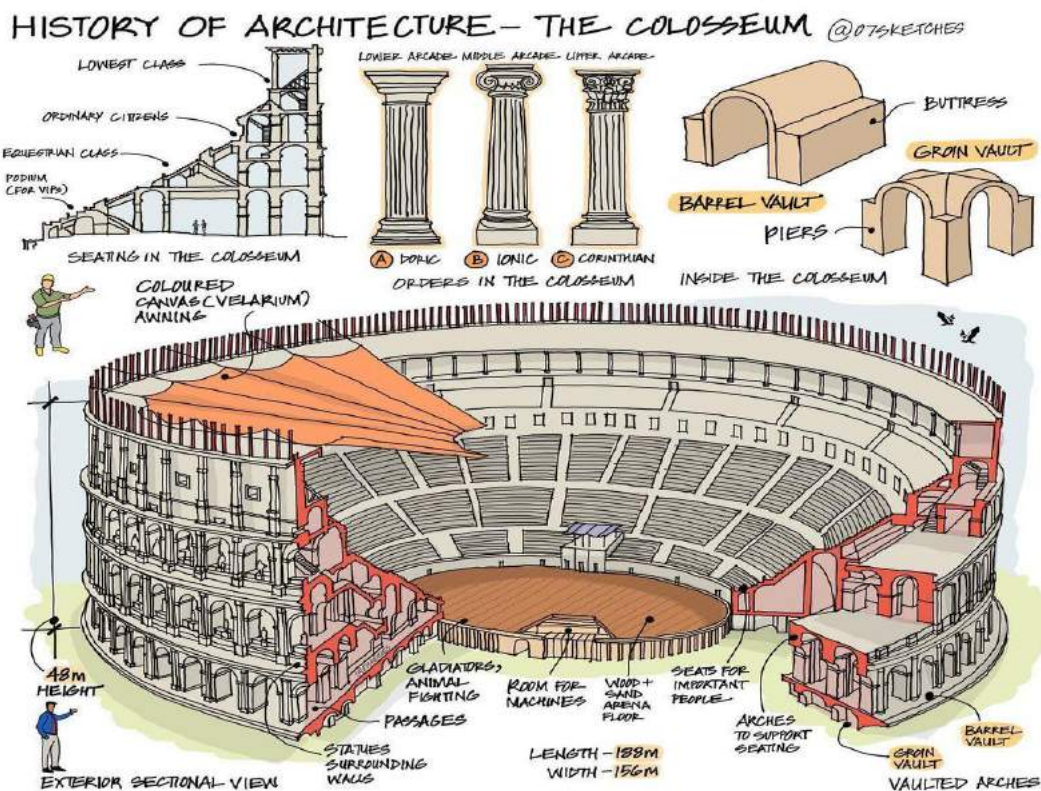 HISTORY OF ARCHITECTURE - THE COLOSSEUM @07SKETCHES
LOWEST CLASS
ORDINARY CITIZENS
EQUESTRIAN CLASS
PODIUM
(FOR VIPS)
SEATING IN THE COLOSSEUM
LOWER ARCADE MIDDLE ARCADE UPPER ARCADE
A DORIC B IONIC C CORINTHIAN
ORDERS IN THE COLOSSEUM
BUTTRESS
GROIN VAULT
BARREL VAULT
PIERS
INSIDE THE COLOSSEUM
COLOURED
CANVAS (VELARIUM)
AWNING
48m
HEIGHT
GLADIATORS,
ANIMAL
FIGHTING
ROOM FOR
MACHINES
WOOD +
SAND
ARENA
FLOOR
SEATS FOR
IMPORTANT
PEOPLE
PASSAGES
STATUES
SURROUNDING
WALLS
ARCHES
TO SUPPORT
SEATING
BARREL
VAULT
GROIN
VAULT
LENGTH - 188m
WIDTH - 156m
EXTERIOR SECTIONAL VIEW
VAULTED ARCHES